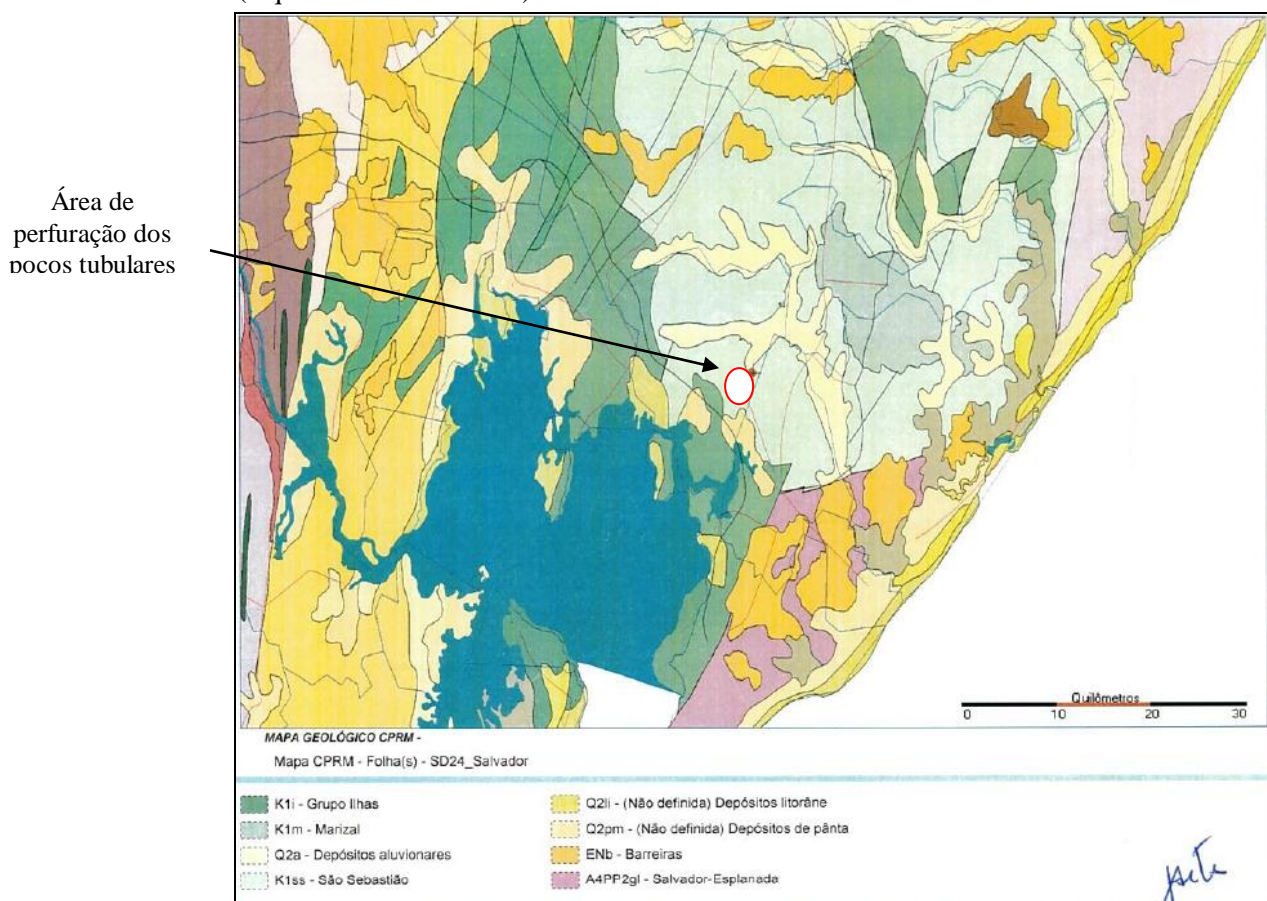 Área de
perfuração dos
poços tubulares
Quilômetros
0 10 20 30
MAPA GEOLÓGICO CPRM -
Mapa CPRM - Folha(s) - SD24_Salvador
K1i - Grupo Ilhas
K1m - Marizal
Q2a - Depósitos aluvionares
K1ss - São Sebastião
Q2li - (Não definida) Depósitos litorâne
Q2pm - (Não definida) Depósitos de pânta
ENb - Barreiras
A4PP2gl - Salvador-Esplanada